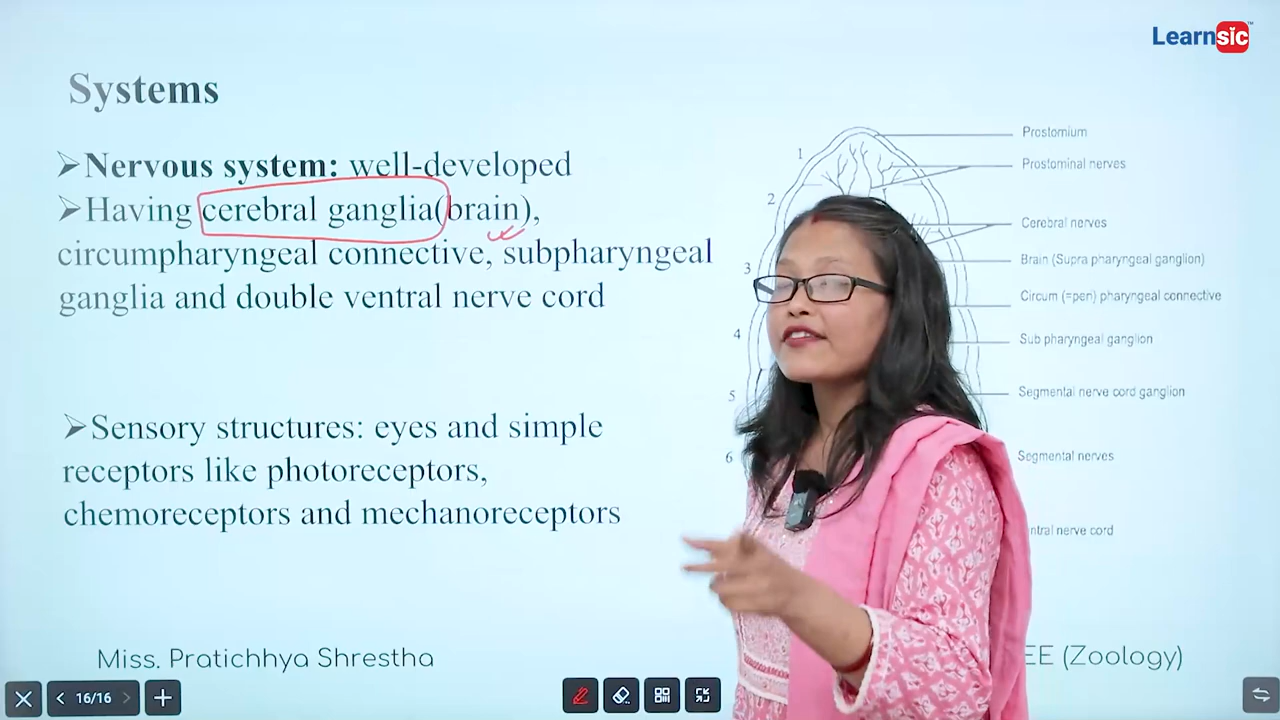 Learnsic
Systems
➤Nervous system: well-developed
➤Having cerebral ganglia(brain),
circumpharyngeal connective, subpharyngeal
ganglia and double ventral nerve cord
➤Sensory structures: eyes and simple
receptors like photoreceptors,
chemoreceptors and mechanoreceptors
1
2
3
4
5
6
Prostomium
Prostominal nerves
Cerebral nerves
Brain (Supra pharyngeal ganglion)
Circum (=peri) pharyngeal connective
Sub pharyngeal ganglion
Segmental nerve cord ganglion
Segmental nerves
nerve cord
Miss. Pratichhya Shrestha
(Zoology)
16/16